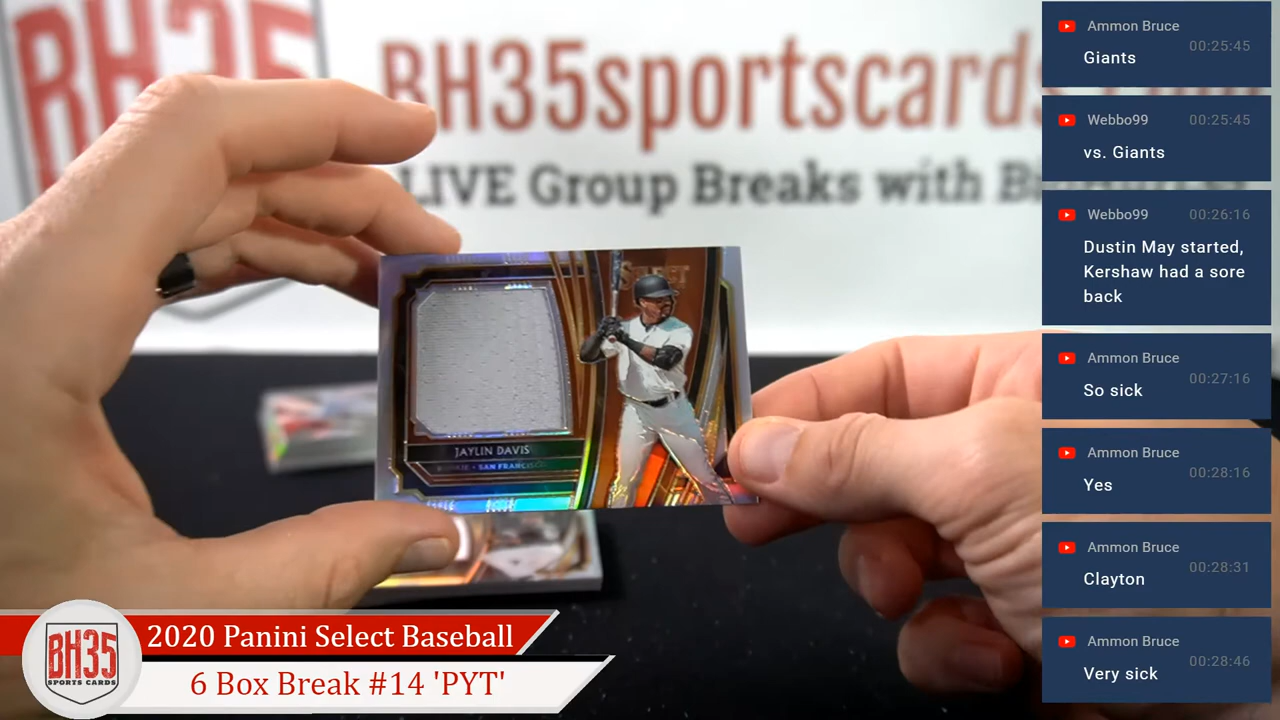 BH35
BH35sportscards
LIVE Group Breaks with
SELECT
JAYLIN DAVIS
ROOKIE • SAN FRANCISCO
BH35
SPORTS CARDS
2020 Panini Select Baseball
6 Box Break #14 'PYT'
Ammon Bruce
00:25:45
Giants
Webbo99
00:25:45
vs. Giants
Webbo99
00:26:16
Dustin May started,
Kershaw had a sore
back
Ammon Bruce
00:27:16
So sick
Ammon Bruce
00:28:16
Yes
Ammon Bruce
00:28:31
Clayton
Ammon Bruce
00:28:46
Very sick